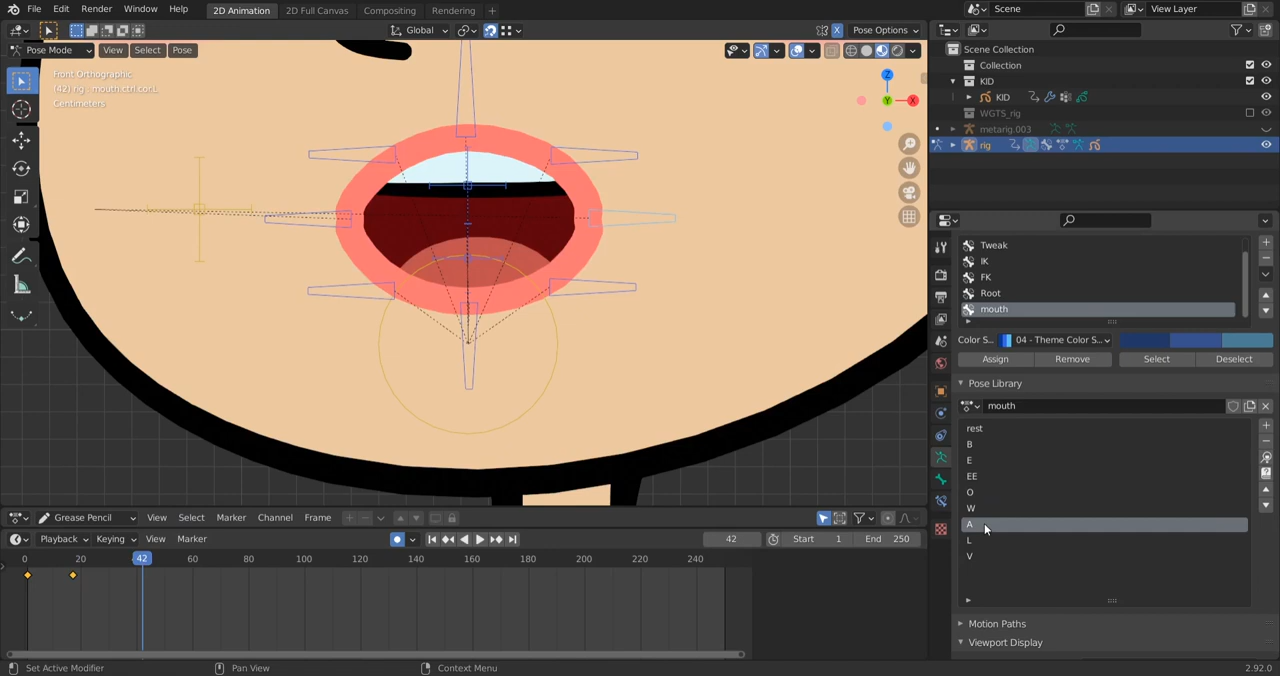 File Edit Render Window Help 2D Animation 2D Full Canvas Compositing Rendering + Scene View Layer
Global Pose Options
Pose Mode View Select Pose
Front Orthographic
(42) rig : mouth.ctrl.cor.L
Centimeters
Z
Y
X
Scene Collection
Collection
KID
KID
WGTS_rig
metarig.003
rig
Tweak
IK
FK
Root
mouth
Color S... 04 - Theme Color S...
Assign Remove Select Deselect
Pose Library
mouth
rest
B
E
EE
O
W
A
L
V
Motion Paths
Viewport Display
Grease Pencil View Select Marker Channel Frame
Playback Keying View Marker 42 Start 1 End 250
0 20 42 60 80 100 120 140 160 180 200 220 240
Set Active Modifier Pan View Context Menu 2.92.0